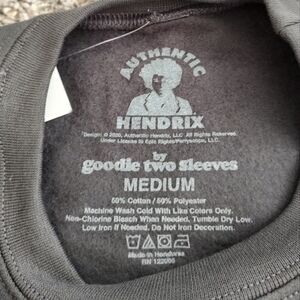 AUTHENTIC
HENDRIX
Design © 2020, Authentic Hendrix, LLC All Rights Reserved.
Under License to Epic Rights/Perryscope, LLC.
by
goodie two sleeves
MEDIUM
50% Cotton / 50% Polyester
Machine Wash Cold With Like Colors Only.
Non-Chlorine Bleach When Needed. Tumble Dry Low.
Low Iron If Needed. Do Not Iron Decoration.
Made in Honduras